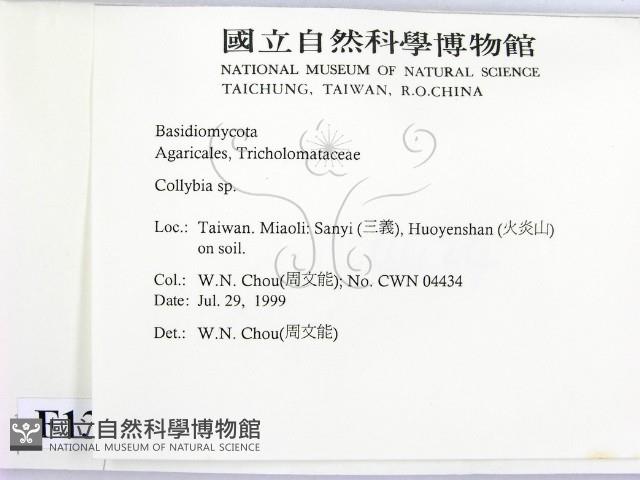 國立自然科學博物館
NATIONAL MUSEUM OF NATURAL SCIENCE
TAICHUNG, TAIWAN, R.O.CHINA
Basidiomycota
Agaricales, Tricholomataceae
Collybia sp.
Loc.: Taiwan. Miaoli: Sanyi (三義), Huoyenshan (火炎山)
on soil.
Col.: W.N. Chou(周文能); No. CWN 04434
Date: Jul. 29, 1999
Det.: W.N. Chou(周文能)
國立自然科學博物館
NATIONAL MUSEUM OF NATURAL SCIENCE